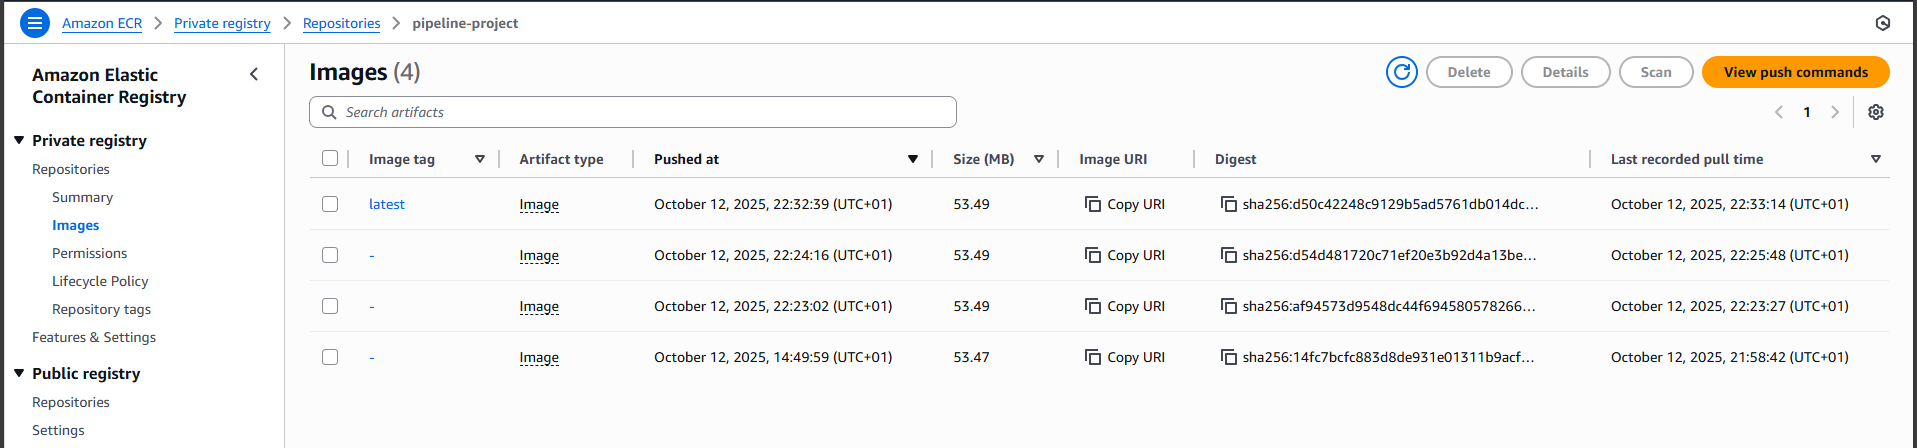 Amazon ECR > Private registry > Repositories > pipeline-project
Amazon Elastic
Container Registry
Private registry
Repositories
Summary
Images
Permissions
Lifecycle Policy
Repository tags
Features & Settings
Public registry
Repositories
Settings
Images (4)
Delete Details Scan View push commands
Search artifacts
1
Image tag Artifact type Pushed at Size (MB) Image URI Digest Last recorded pull time
latest Image October 12, 2025, 22:32:39 (UTC+01) 53.49 Copy URI sha256:d50c42248c9129b5ad5761db014dc... October 12, 2025, 22:33:14 (UTC+01)
- Image October 12, 2025, 22:24:16 (UTC+01) 53.49 Copy URI sha256:d54d481720c71ef20e3b92d4a13be... October 12, 2025, 22:25:48 (UTC+01)
- Image October 12, 2025, 22:23:02 (UTC+01) 53.49 Copy URI sha256:af94573d9548dc44f694580578266... October 12, 2025, 22:23:27 (UTC+01)
- Image October 12, 2025, 14:49:59 (UTC+01) 53.47 Copy URI sha256:14fc7bcfc883d8de931e01311b9acf... October 12, 2025, 21:58:42 (UTC+01)